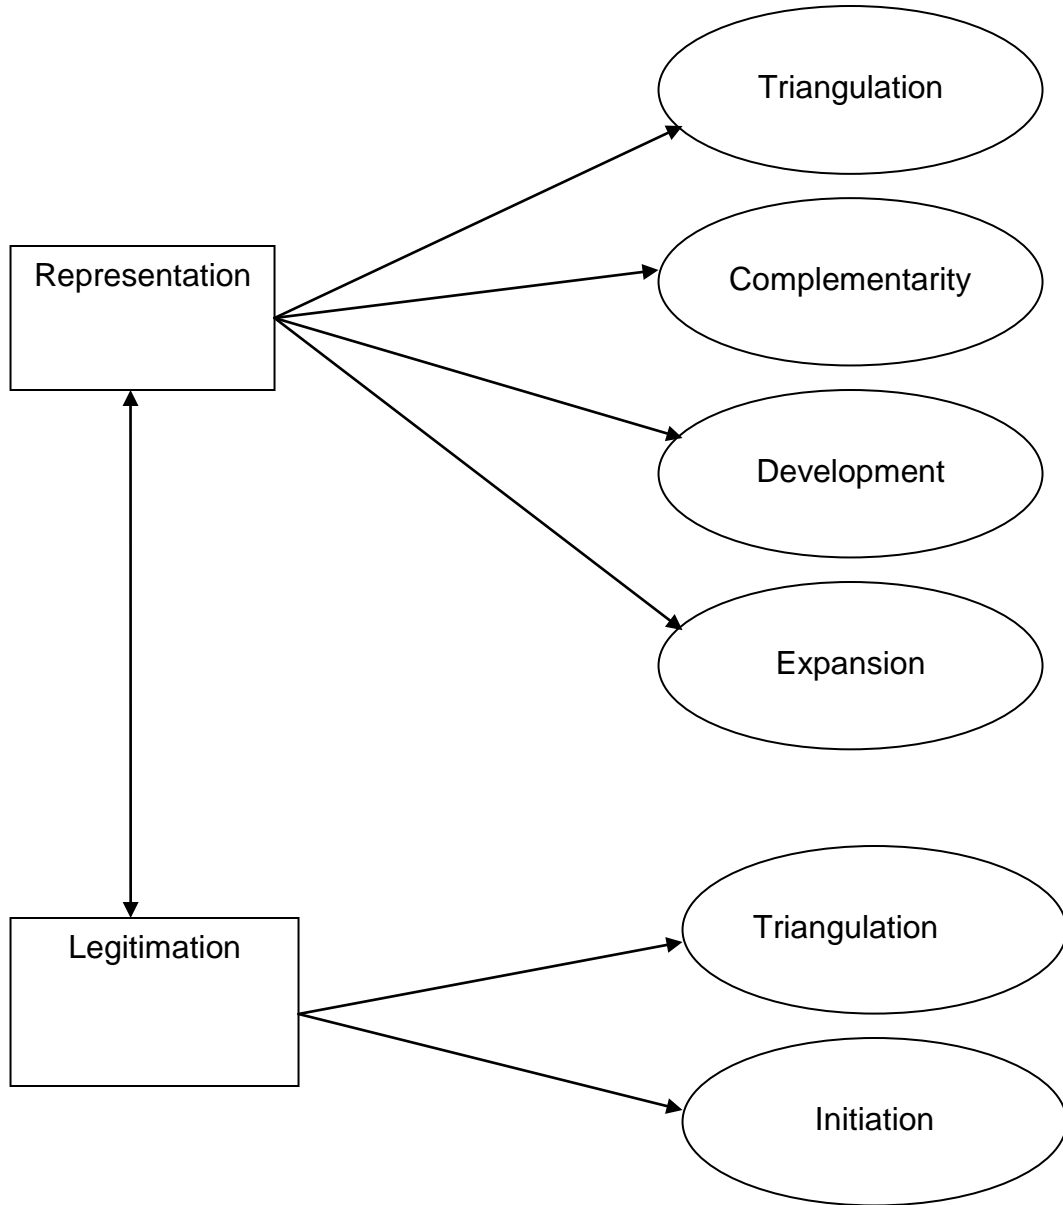 Triangulation
Representation
Complementarity
Development
Expansion
Triangulation
Legitimation
Initiation